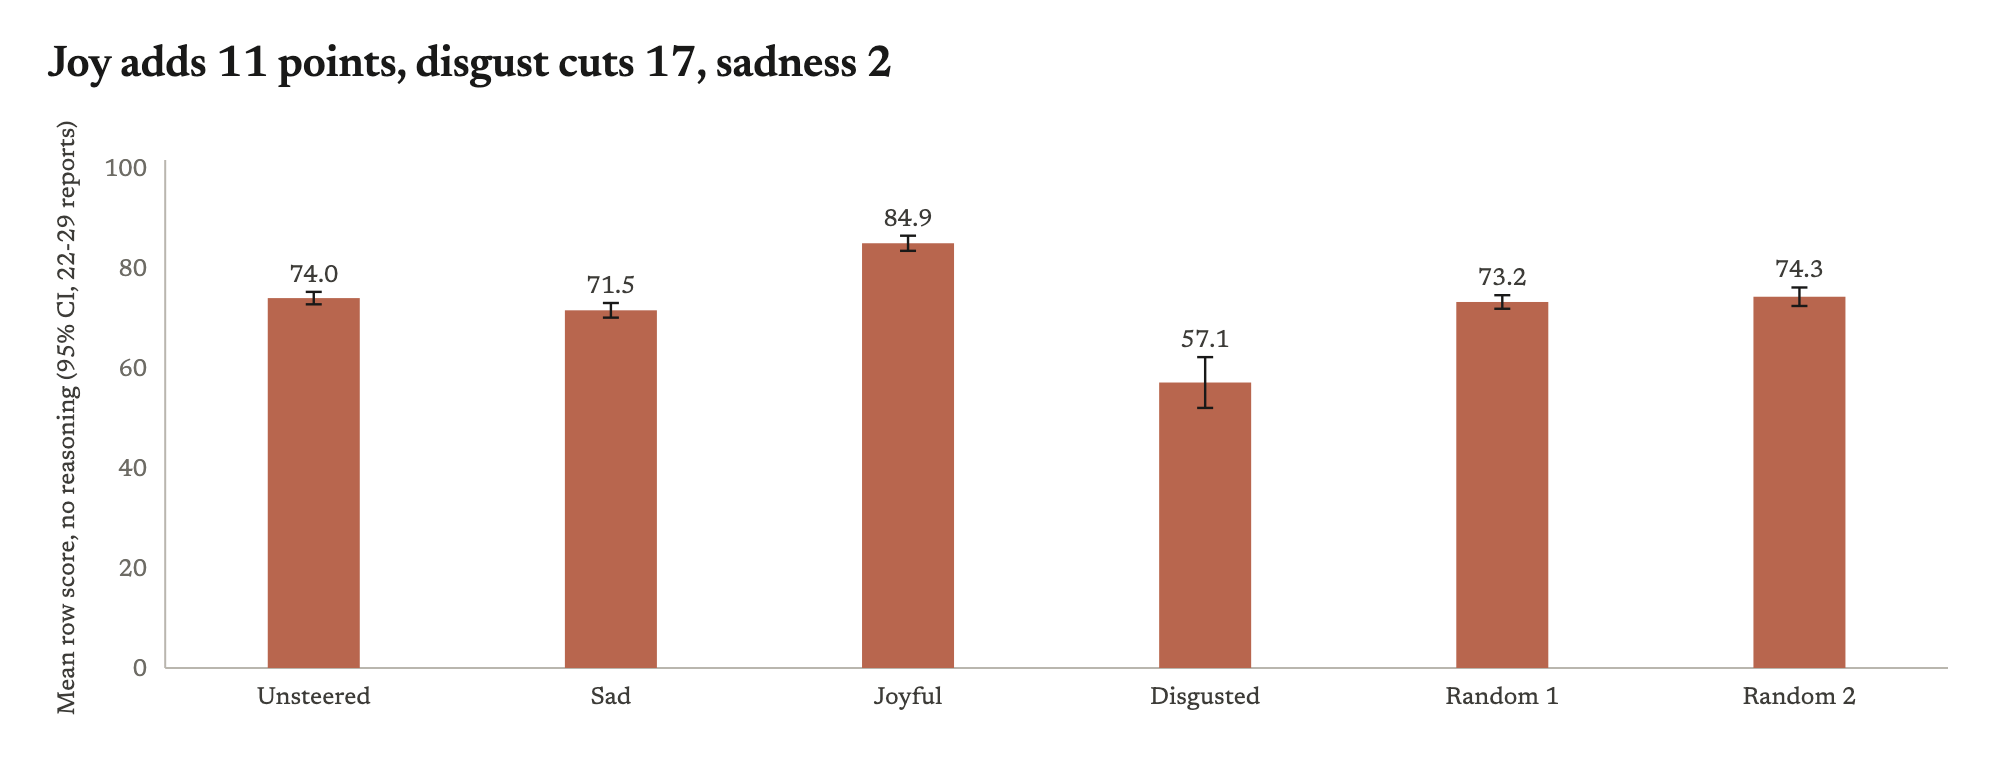 Joy adds 11 points, disgust cuts 17, sadness 2
Mean row score, no reasoning (95% CI, 22-29 reports)
100
80
60
40
20
0
74.0
71.5
84.9
57.1
73.2
74.3
Unsteered
Sad
Joyful
Disgusted
Random 1
Random 2